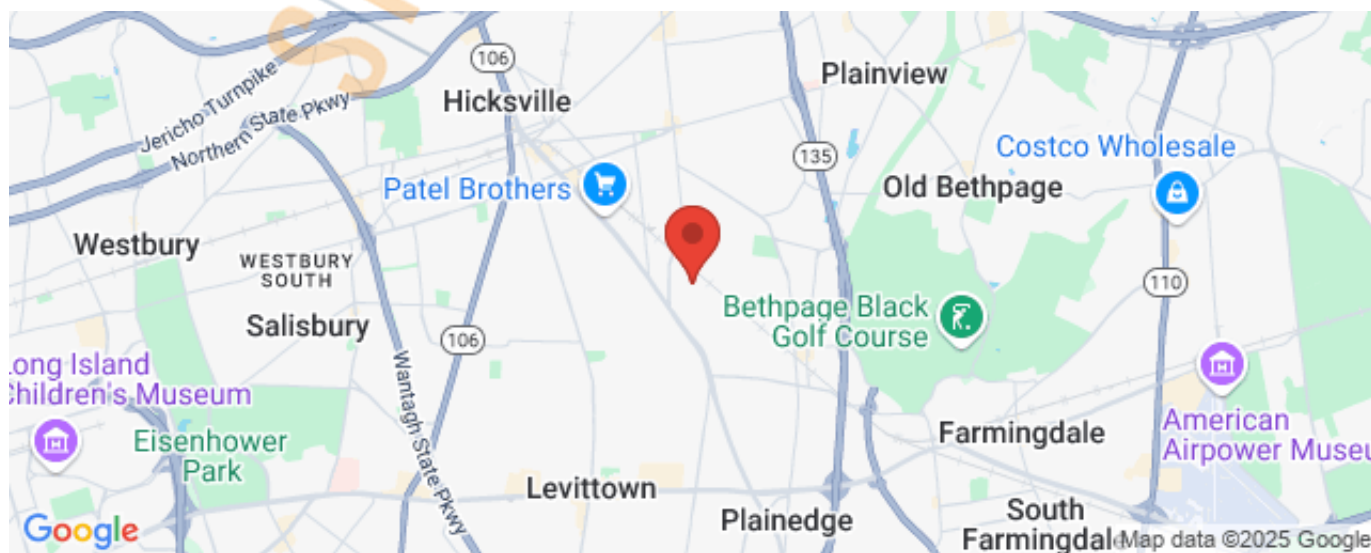 106
Plainview
Hicksville
Jericho Turnpike
Northern State Pkwy
135
Costco Wholesale
Patel Brothers
Old Bethpage
Westbury
WESTBURY
SOUTH
110
Bethpage Black
Golf Course
Salisbury
106
Long Island
Children's Museum
Wantagh State Pkwy
American
Airpower Museu
Eisenhower
Park
Farmingdale
Levittown
Plainedge
South
Farmingdal
Google
Map data ©2025 Google